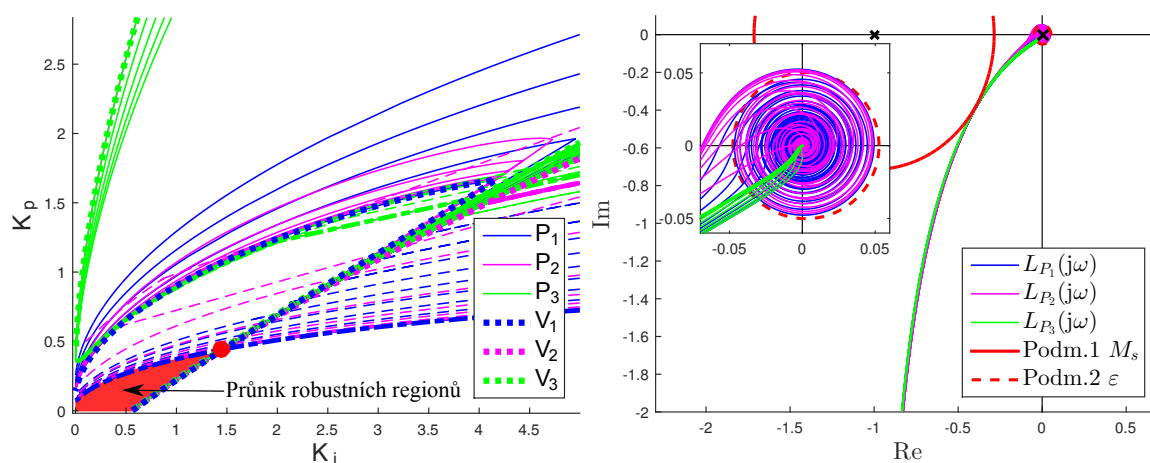 2.5
2
1.5
1
0.5
0
K_p
0
0.5
1
1.5
2
2.5
3
3.5
4
4.5
K_i
Průnik robustních regionů
P_1
P_2
P_3
V_1
V_2
V_3
0
-0.2
-0.4
-0.6
-0.8
-1
-1.2
-1.4
-1.6
-1.8
-2
Im
-2
-1.5
-1
-0.5
0
Re
0.05
0
-0.05
-0.05
0
0.05
L_{P_1}(jω)
L_{P_2}(jω)
L_{P_3}(jω)
Podm.1 M_s
Podm.2 ε